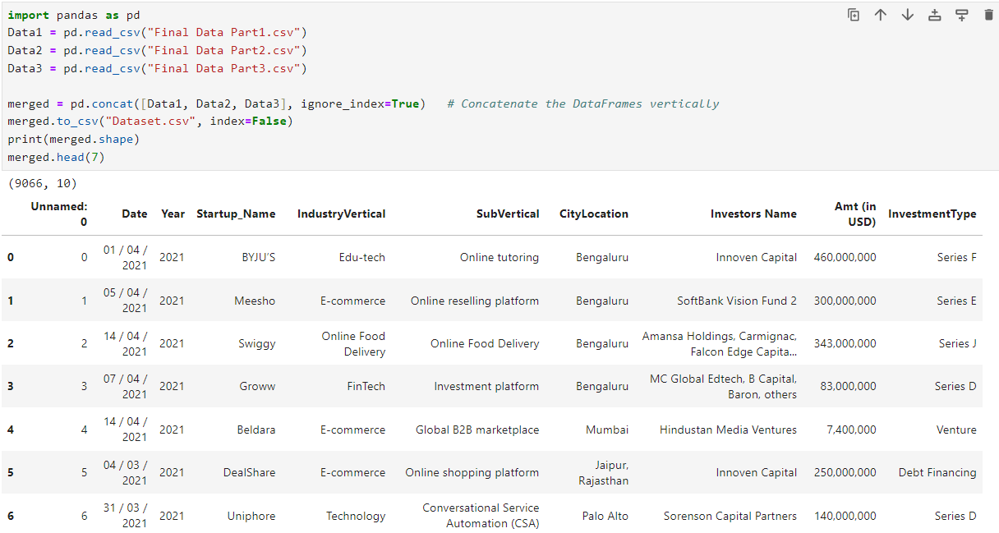 import pandas as pd
Data1 = pd.read_csv("Final Data Part1.csv")
Data2 = pd.read_csv("Final Data Part2.csv")
Data3 = pd.read_csv("Final Data Part3.csv")
merged = pd.concat([Data1, Data2, Data3], ignore_index=True)   # Concatenate the DataFrames vertically
merged.to_csv("Dataset.csv", index=False)
print(merged.shape)
merged.head(7)
(9066, 10)
Unnamed: 0 Date Year Startup_Name IndustryVertical SubVertical CityLocation Investors Name Amt (in USD) InvestmentType
0 0 01 / 04 / 2021 2021 BYJU'S Edu-tech Online tutoring Bengaluru Innoven Capital 460,000,000 Series F
1 1 05 / 04 / 2021 2021 Meesho E-commerce Online reselling platform Bengaluru SoftBank Vision Fund 2 300,000,000 Series E
2 2 14 / 04 / 2021 2021 Swiggy Online Food Delivery Online Food Delivery Bengaluru Amansa Holdings, Carmignac, Falcon Edge Capita... 343,000,000 Series J
3 3 07 / 04 / 2021 2021 Groww FinTech Investment platform Bengaluru MC Global Edtech, B Capital, Baron, others 83,000,000 Series D
4 4 14 / 04 / 2021 2021 Beldara E-commerce Global B2B marketplace Mumbai Hindustan Media Ventures 7,400,000 Venture
5 5 04 / 03 / 2021 2021 DealShare E-commerce Online shopping platform Jaipur, Rajasthan Innoven Capital 250,000,000 Debt Financing
6 6 31 / 03 / 2021 2021 Uniphore Technology Conversational Service Automation (CSA) Palo Alto Sorenson Capital Partners 140,000,000 Series D